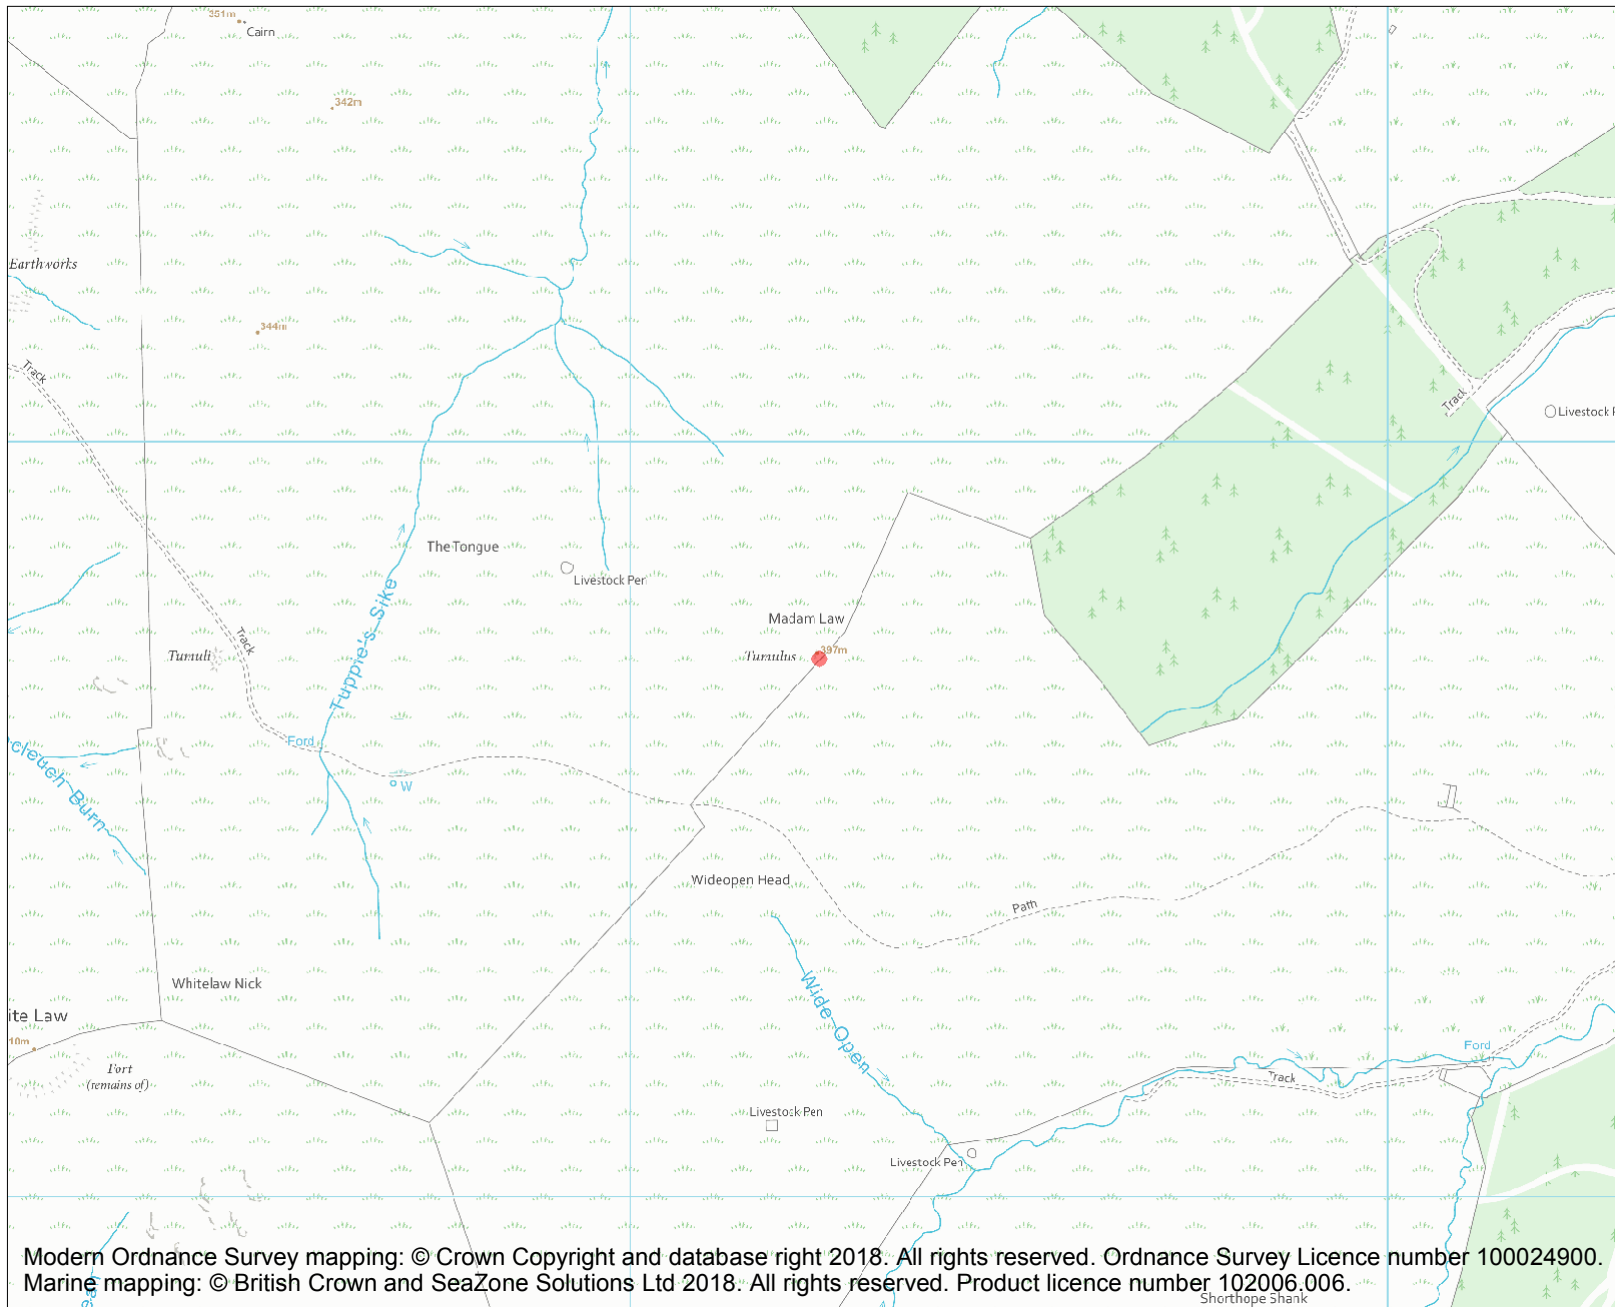 351m
Cairn
342m
Earthworks
344m
Track
Track
Livestock
The Tongue
Livestock Pen
Tuppie's Sike
Madam Law
Tumulus
397m
Tumuli
Track
Ford
W
cleuch Burn
Wideopen Head
Path
Whitelaw Nick
ite Law
10m
Fort
(remains of)
Wide Open
Ford
Track
Livestock Pen
Livestock Pen
Modern Ordnance Survey mapping: © Crown Copyright and database right 2018. All rights reserved. Ordnance Survey Licence number 100024900.
Marine mapping: © British Crown and SeaZone Solutions Ltd 2018. All rights reserved. Product licence number 102006.006.
Shorthope Shank